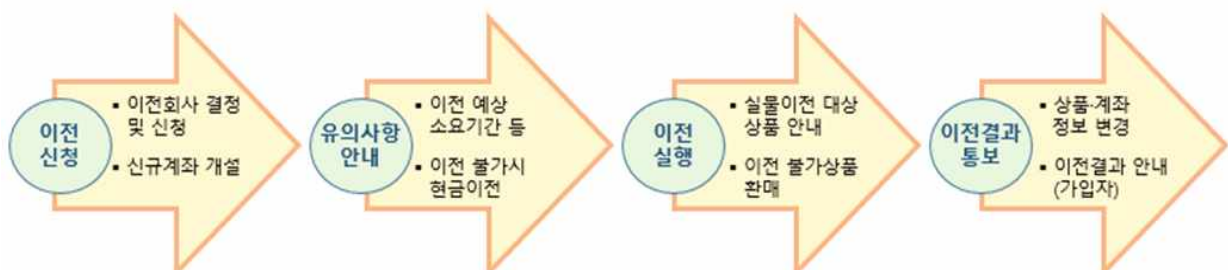 이전
신청
▪ 이전회사 결정
및 신청
▪ 신규계좌 개설
유의사항
안내
▪ 이전 예상
소요기간 등
▪ 이전 불가시
현금이전
이전
실행
▪ 실물이전 대상
상품 안내
▪ 이전 불가상품
환매
이전결과
통보
▪ 상품·계좌
정보 변경
▪ 이전결과 안내
(가입자)